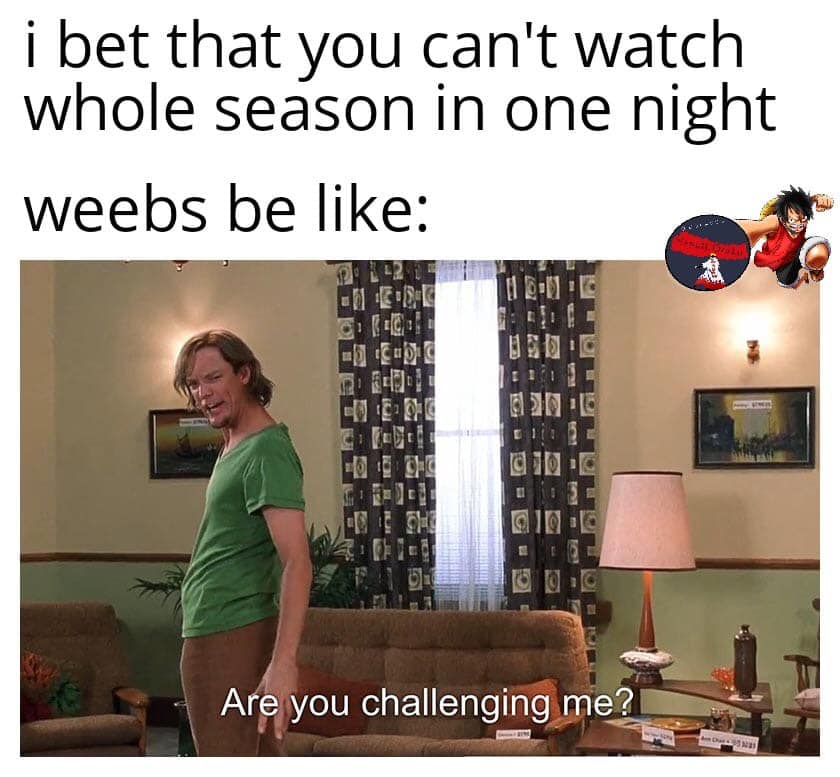 i bet that you can't watch
whole season in one night
weebs be like:
Are you challenging me?